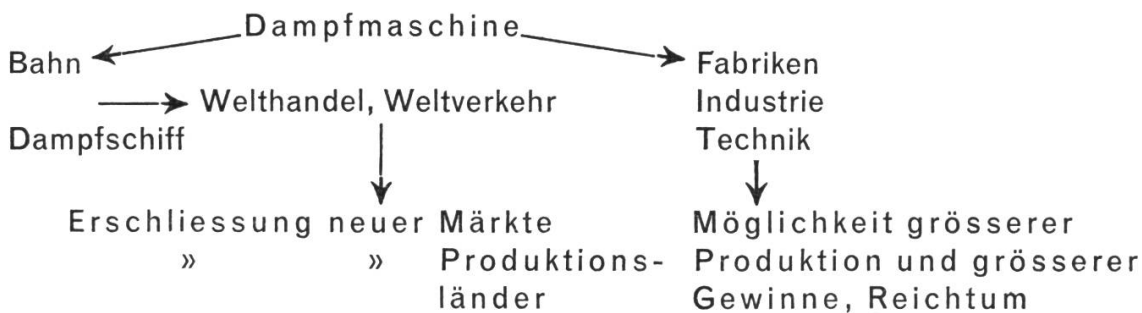 Dampfmaschine
Bahn
Welthandel, Weltverkehr
Dampfschiff
Erschliessung neuer Märkte
» » Produktions-
länder
Fabriken
Industrie
Technik
Möglichkeit grösserer
Produktion und grösserer
Gewinne, Reichtum